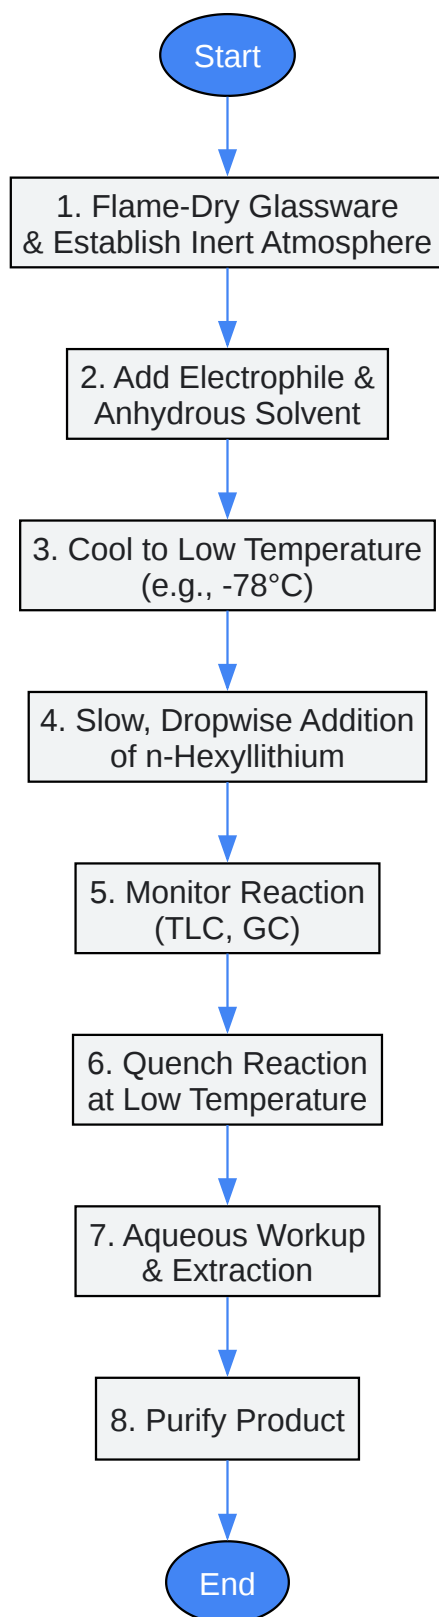 Start
1. Flame-Dry Glassware
& Establish Inert Atmosphere
2. Add Electrophile &
Anhydrous Solvent
3. Cool to Low Temperature
(e.g., -78°C)
4. Slow, Dropwise Addition
of n-Hexyllithium
5. Monitor Reaction
(TLC, GC)
6. Quench Reaction
at Low Temperature
7. Aqueous Workup
& Extraction
8. Purify Product
End